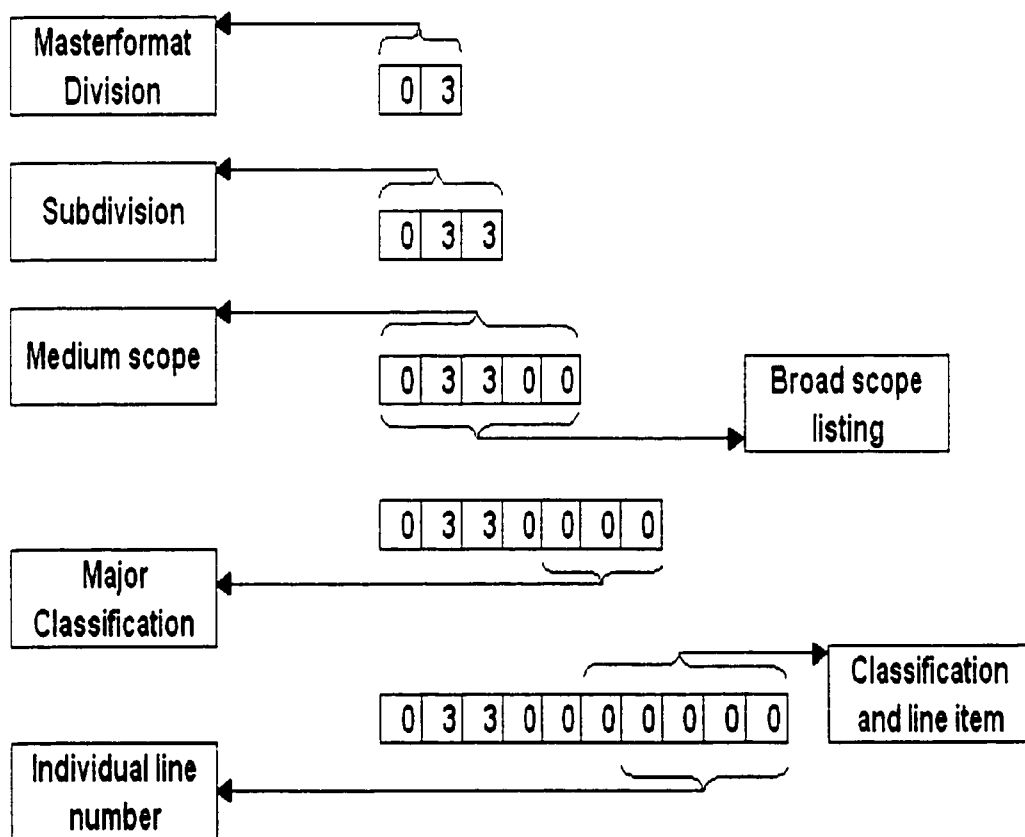 Masterformat
Division
0 3
Subdivision
0 3 3
Medium scope
0 3 3 0 0
Broad scope
listing
0 3 3 0 0 0 0
Major
Classification
Classification
and line item
0 3 3 0 0 0 0 0 0 0
Individual line
number